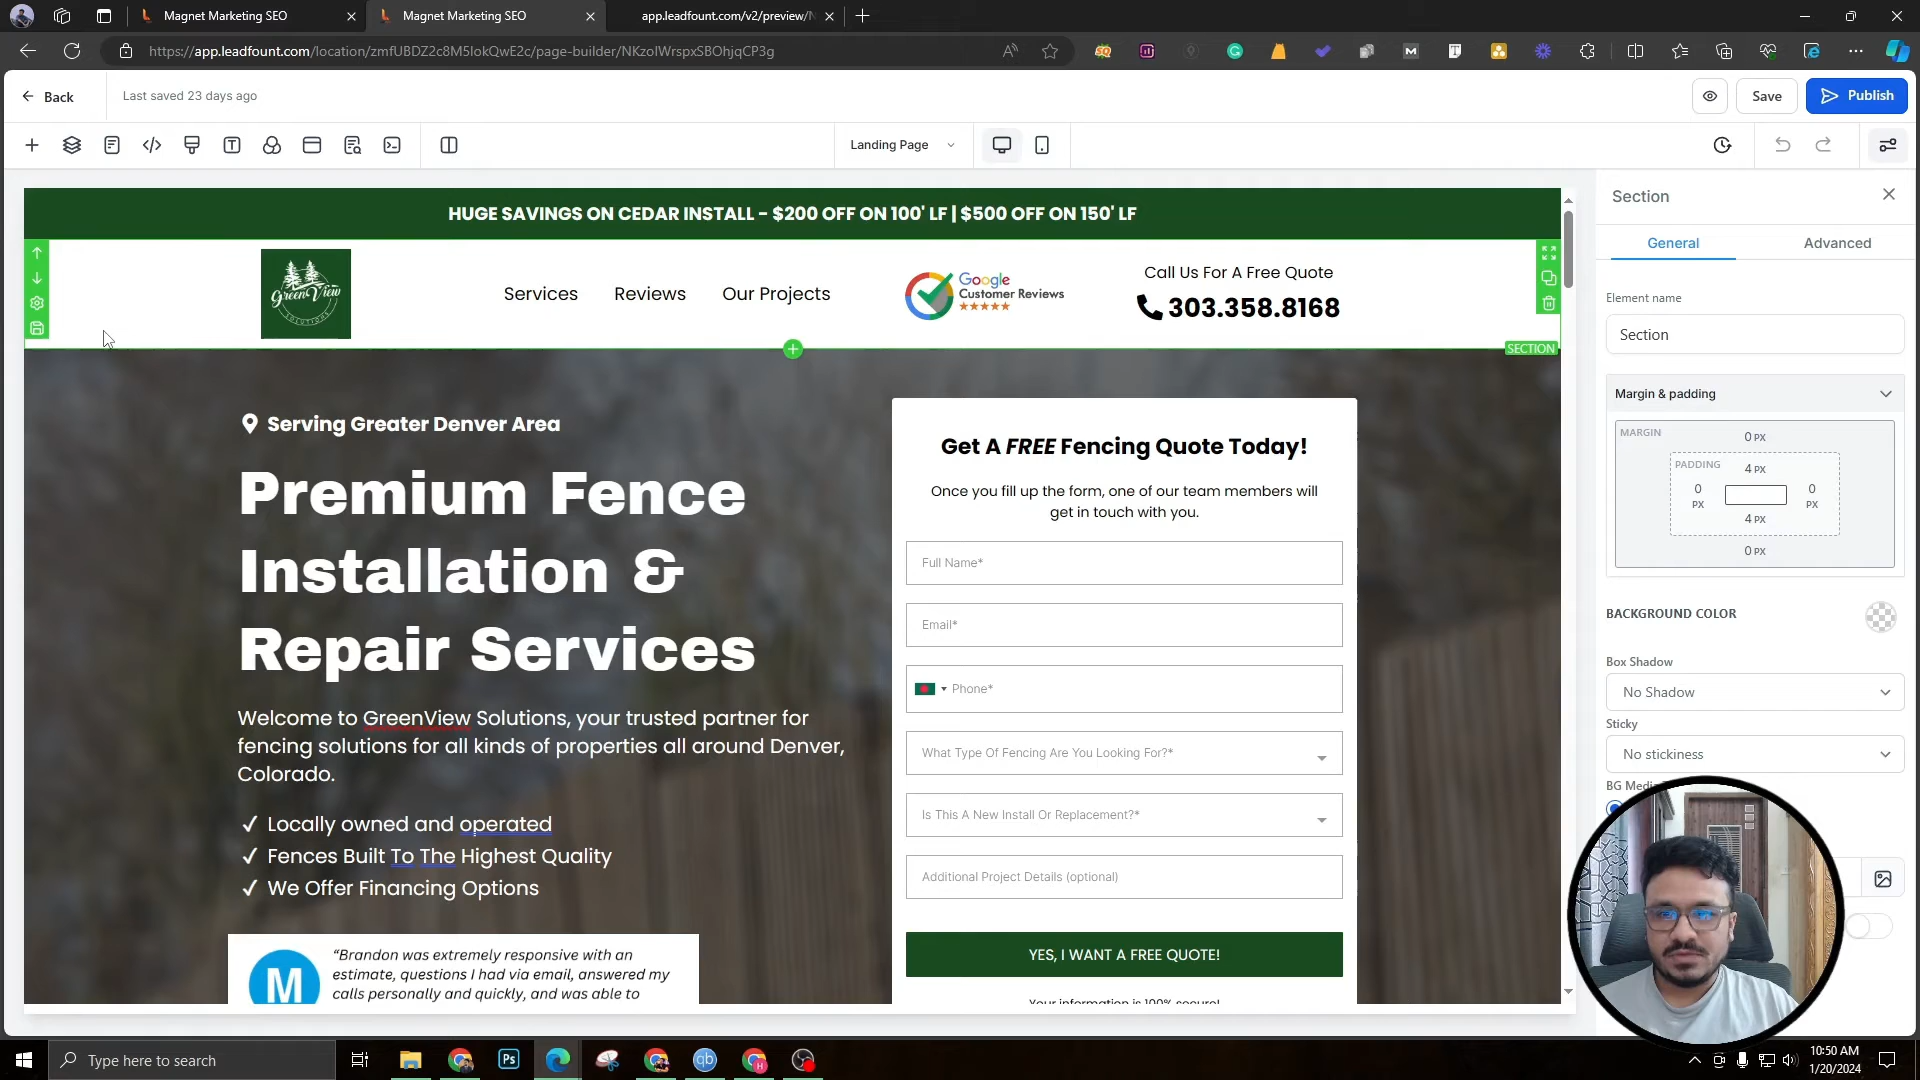 Magnet Marketing SEO
Magnet Marketing SEO
app.leadfount.com/v2/preview/N
https://app.leadfount.com/location/zmfUBDZ2c8M5IokQwE2c/page-builder/NKzolWrspxSBOhjqCP3g
Back
Last saved 23 days ago
Save
Publish
Landing Page
HUGE SAVINGS ON CEDAR INSTALL - $200 OFF ON 100' LF | $500 OFF ON 150' LF
GreenView
SOLUTIONS
Services
Reviews
Our Projects
Google
Customer Reviews
Call Us For A Free Quote
303.358.8168
SECTION
Serving Greater Denver Area
Premium Fence
Installation &
Repair Services
Welcome to GreenView Solutions, your trusted partner for
fencing solutions for all kinds of properties all around Denver,
Colorado.
✓ Locally owned and operated
✓ Fences Built To The Highest Quality
✓ We Offer Financing Options
M
“Brandon was extremely responsive with an
estimate, questions I had via email, answered my
calls personally and quickly, and was able to
Get A FREE Fencing Quote Today!
Once you fill up the form, one of our team members will
get in touch with you.
Full Name*
Email*
Phone*
What Type Of Fencing Are You Looking For?*
Is This A New Install Or Replacement?*
Additional Project Details (optional)
YES, I WANT A FREE QUOTE!
Your information is 100% secure!
Section
General
Advanced
Element name
Section
Margin & padding
MARGIN
0 PX
PADDING
4 PX
0 PX
0 PX
4 PX
0 PX
BACKGROUND COLOR
Box Shadow
No Shadow
Sticky
No stickiness
BG Medi
Type here to search
Ps
qb
10:50 AM
1/20/2024